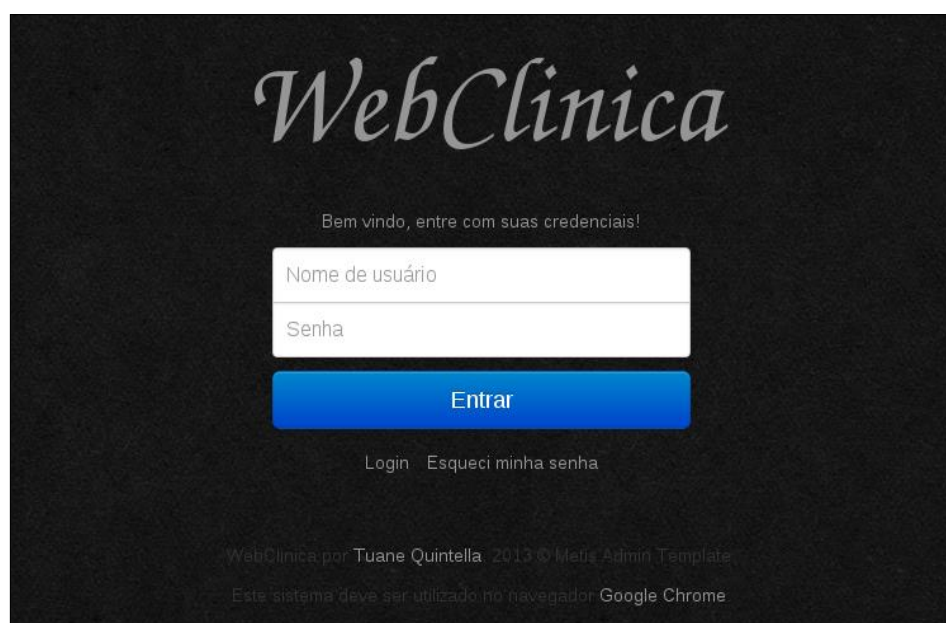 WebClinica
Bem vindo, entre com suas credenciais!
Nome de usuário
Senha
Entrar
Login Esqueci minha senha
WebClinica por Tuane Quintella. 2013 © Metis Admin Template
Este sistema deve ser utilizado no navegador Google Chrome.